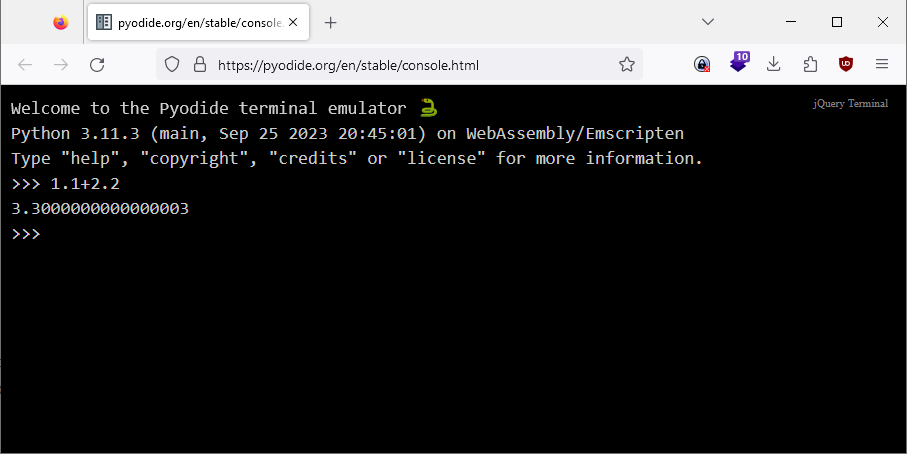 pyodide.org/en/stable/console.
https://pyodide.org/en/stable/console.html
10
jQuery Terminal
Welcome to the Pyodide terminal emulator 🐍
Python 3.11.3 (main, Sep 25 2023 20:45:01) on WebAssembly/Emscripten
Type "help", "copyright", "credits" or "license" for more information.
>>> 1.1+2.2
3.3000000000000003
>>>